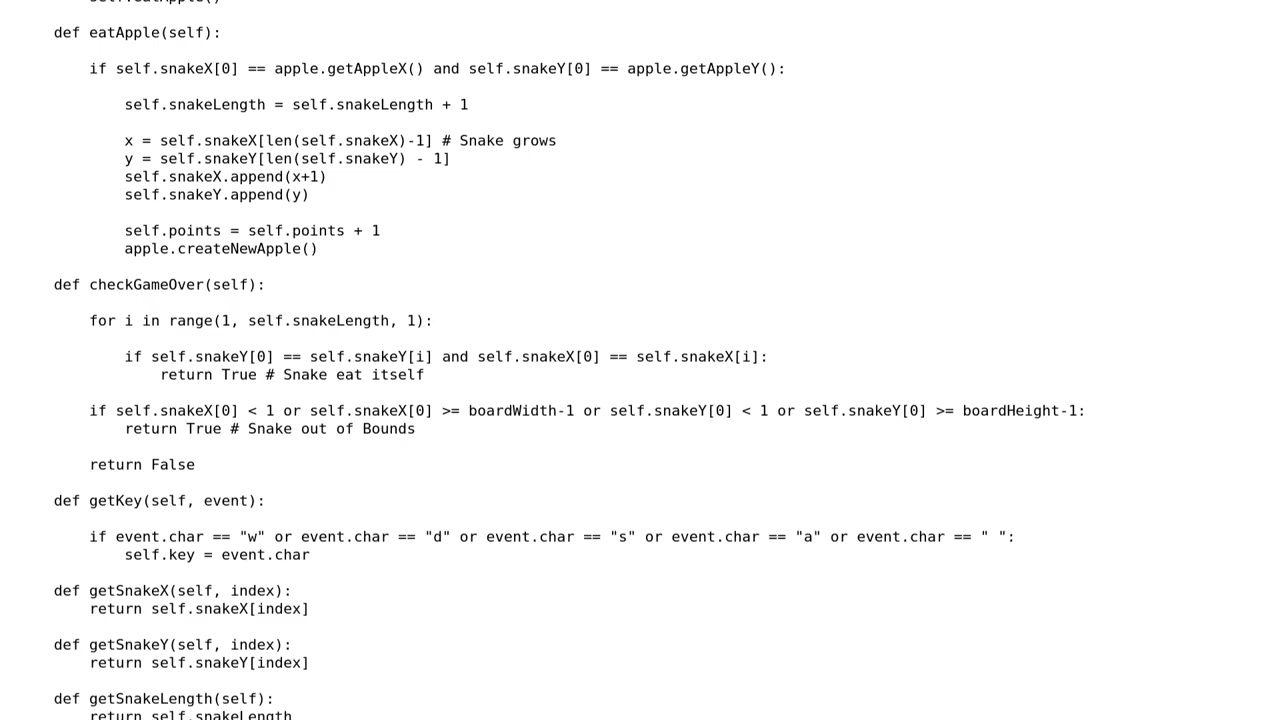 self.eatApple()
def eatApple(self):
if self.snakeX[0] == apple.getAppleX() and self.snakeY[0] == apple.getAppleY():
self.snakeLength = self.snakeLength + 1
x = self.snakeX[len(self.snakeX)-1] # Snake grows
y = self.snakeY[len(self.snakeY) - 1]
self.snakeX.append(x+1)
self.snakeY.append(y)
self.points = self.points + 1
apple.createNewApple()
def checkGameOver(self):
for i in range(1, self.snakeLength, 1):
if self.snakeY[0] == self.snakeY[i] and self.snakeX[0] == self.snakeX[i]:
return True # Snake eat itself
if self.snakeX[0] < 1 or self.snakeX[0] >= boardWidth-1 or self.snakeY[0] < 1 or self.snakeY[0] >= boardHeight-1:
return True # Snake out of Bounds
return False
def getKey(self, event):
if event.char == "w" or event.char == "d" or event.char == "s" or event.char == "a" or event.char == " ":
self.key = event.char
def getSnakeX(self, index):
return self.snakeX[index]
def getSnakeY(self, index):
return self.snakeY[index]
def getSnakeLength(self):
return self.snakeLength